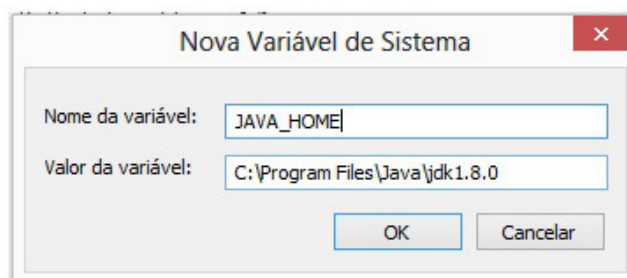 Nova Variável de Sistema
Nome da variável: JAVA_HOME
Valor da variável: C:\Program Files\Java\jdk1.8.0
OK Cancelar